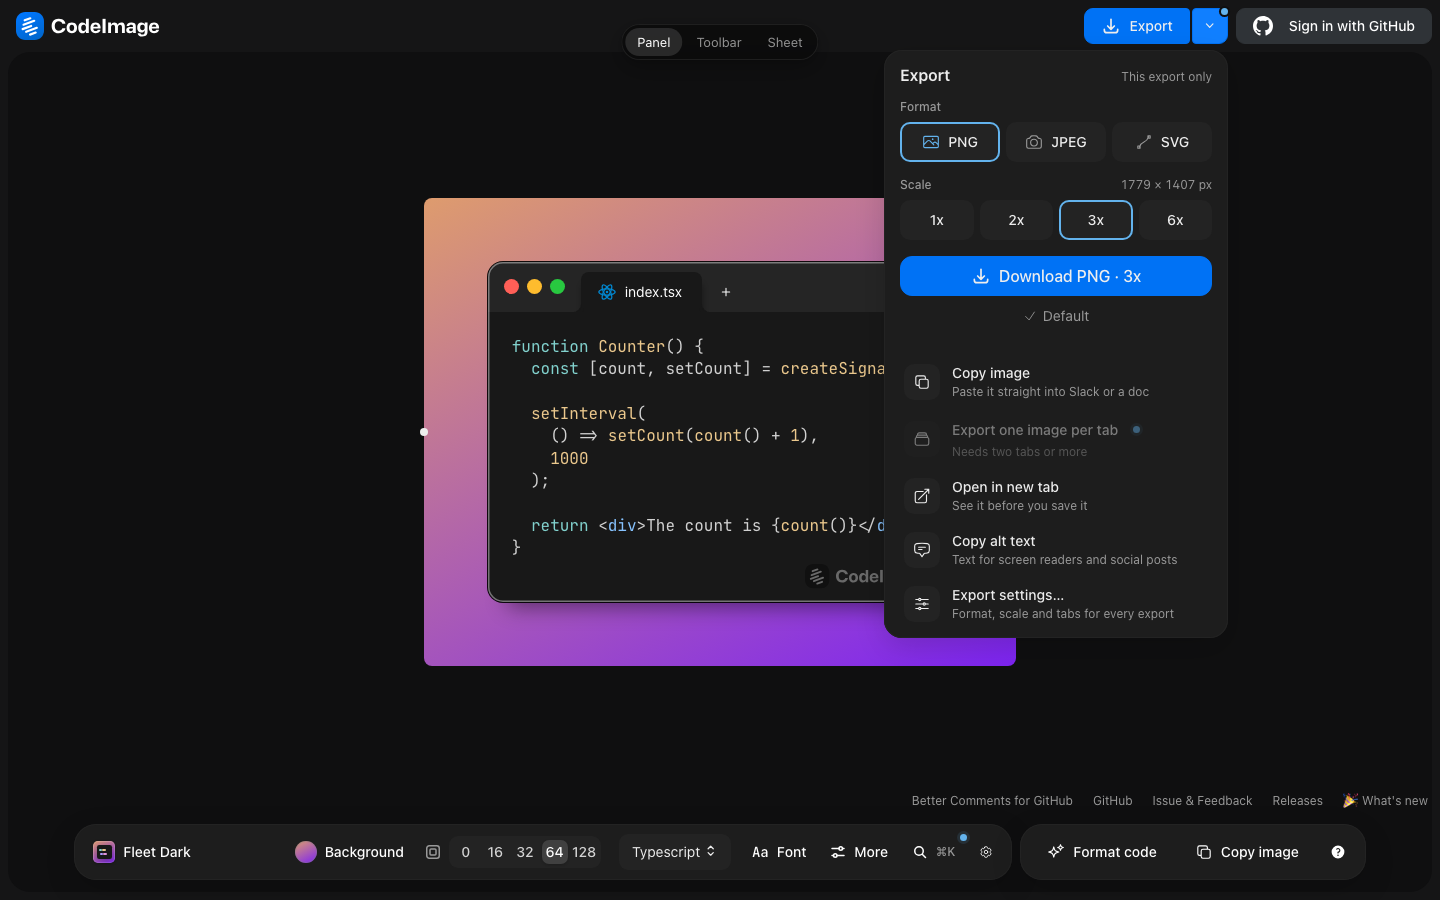 CodeImage
Panel
Toolbar
Sheet
Export
Sign in with GitHub
Export
This export only
Format
PNG
JPEG
SVG
Scale
1779 × 1407 px
1x
2x
3x
6x
Download PNG · 3x
Default
Copy image
Paste it straight into Slack or a doc
Export one image per tab
Needs two tabs or more
Open in new tab
See it before you save it
Copy alt text
Text for screen readers and social posts
Export settings...
Format, scale and tabs for every export
index.tsx
+
function Counter() {
const [count, setCount] = createSigna
setInterval(
() => setCount(count() + 1),
1000
);
return <div>The count is {count()}</d
}
CodeI
Better Comments for GitHub
GitHub
Issue & Feedback
Releases
🎉 What's new
Fleet Dark
Background
0
16
32
64
128
Typescript
Aa Font
More
⌘K
Format code
Copy image
?